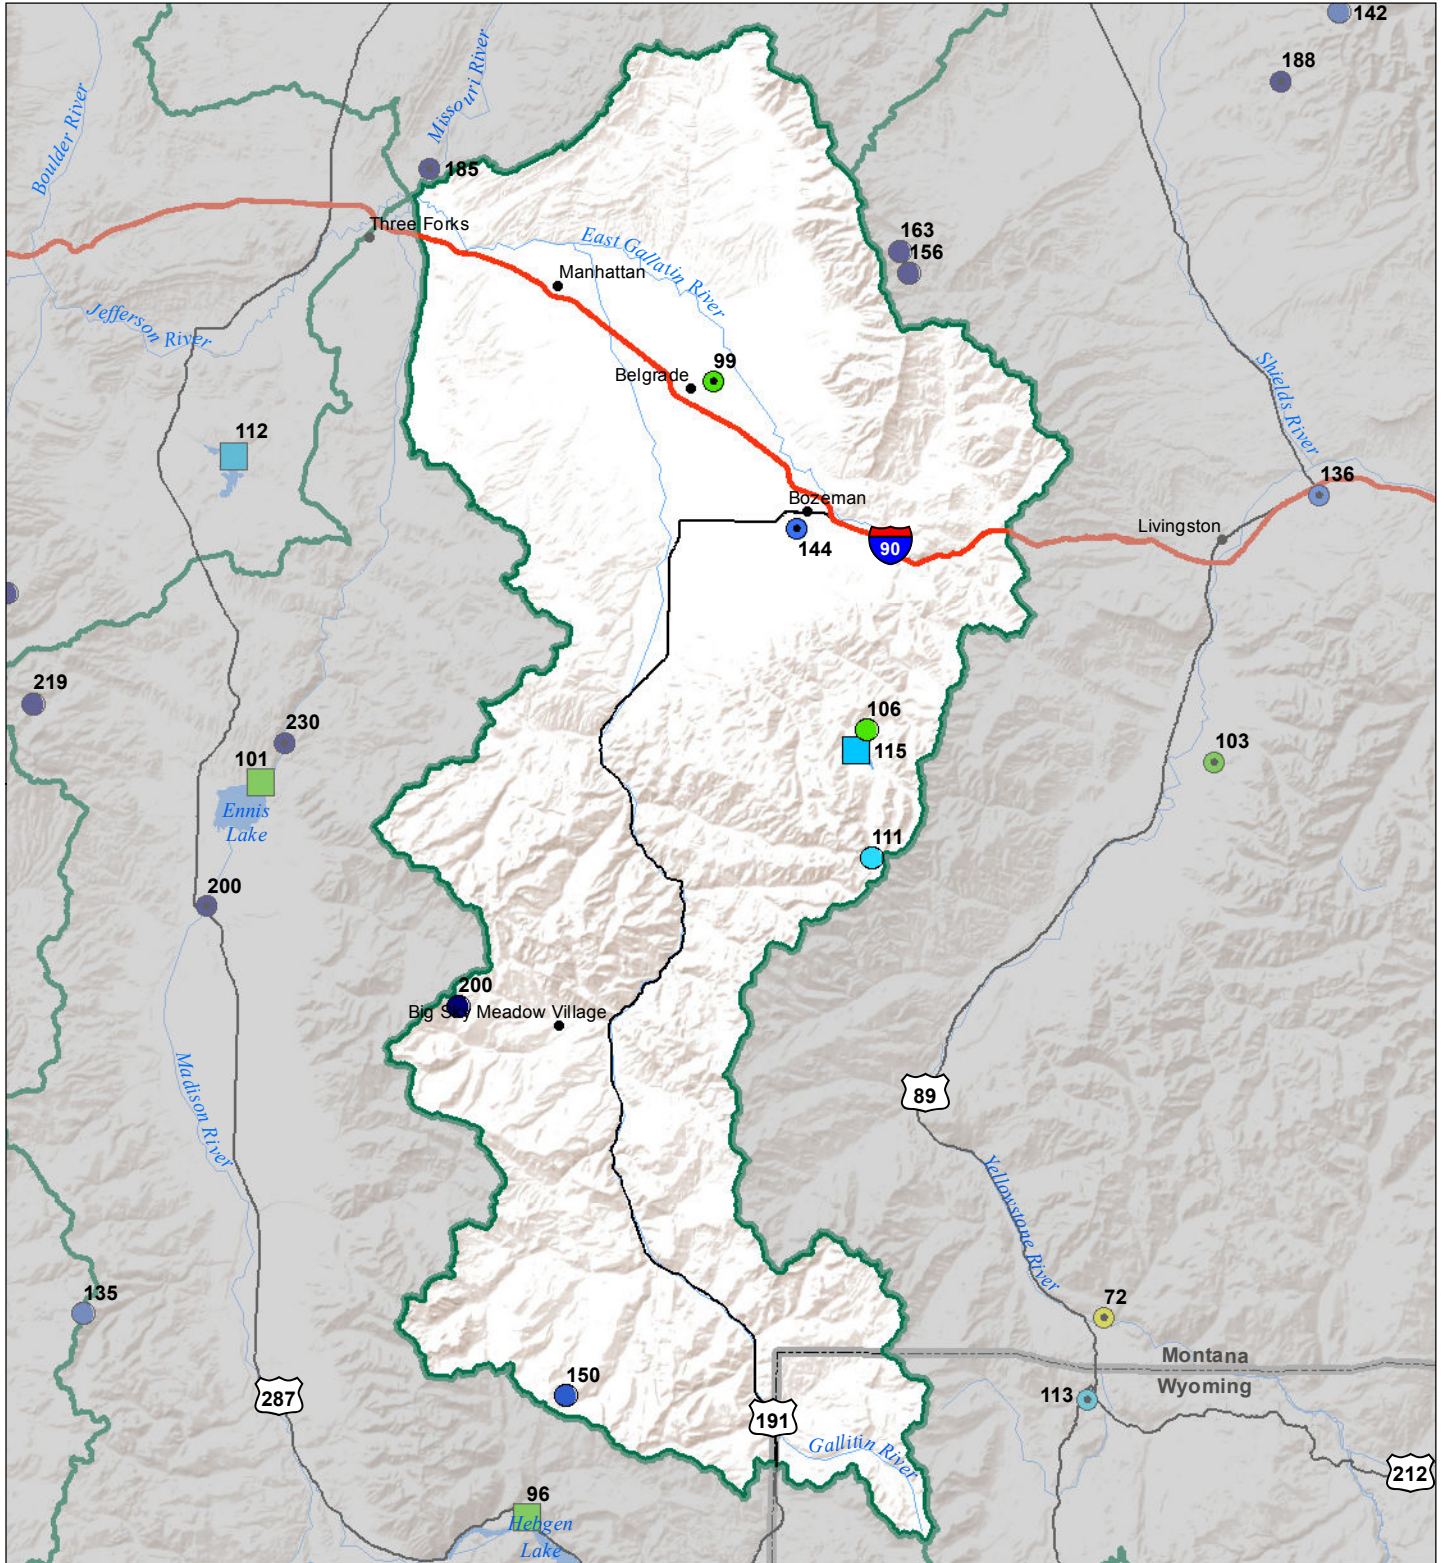 142
188
Missouri River
Boulder River
185
Three Forks
163
156
East Gallatin River
Manhattan
Jefferson River
99
Belgrade
Shields River
112
136
Bozeman
Livingston
144
90
219
106
230
115
103
101
Ennis
Lake
111
200
200
Big Sky Meadow Village
Madison River
89
Yellowstone River
135
72
Montana
Wyoming
150
113
287
191
Gallitin River
212
96
Hebgen
Lake